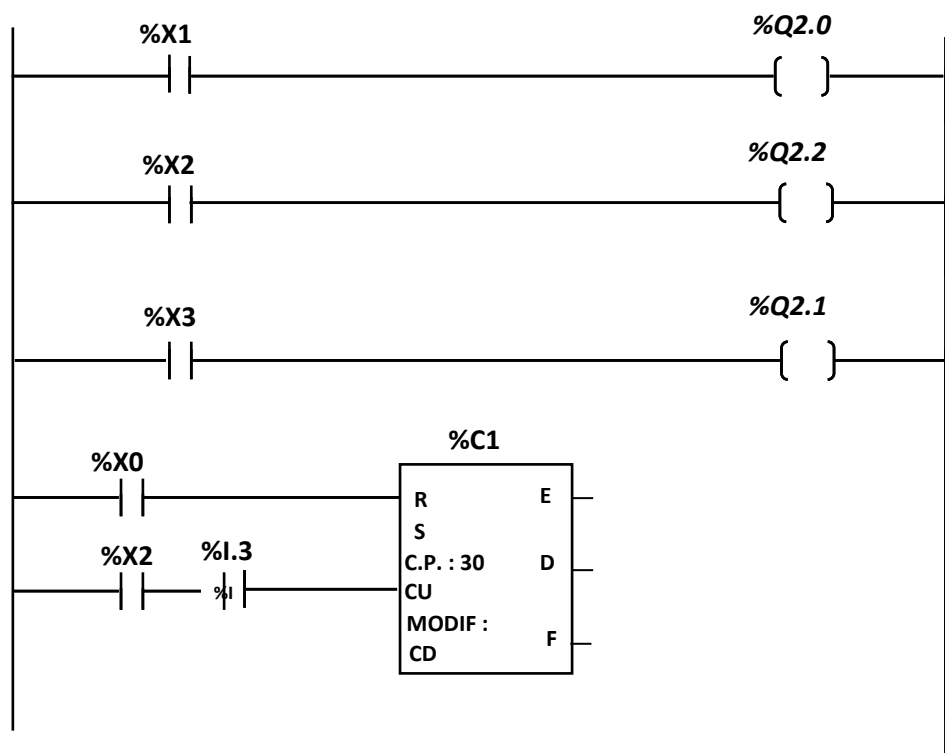 %X1 %Q2.0
%X2 %Q2.2
%X3 %Q2.1
%C1
%X0
R E
S
%X2 %I.3
C.P. : 30 D
%I
CU
MODIF : F
CD